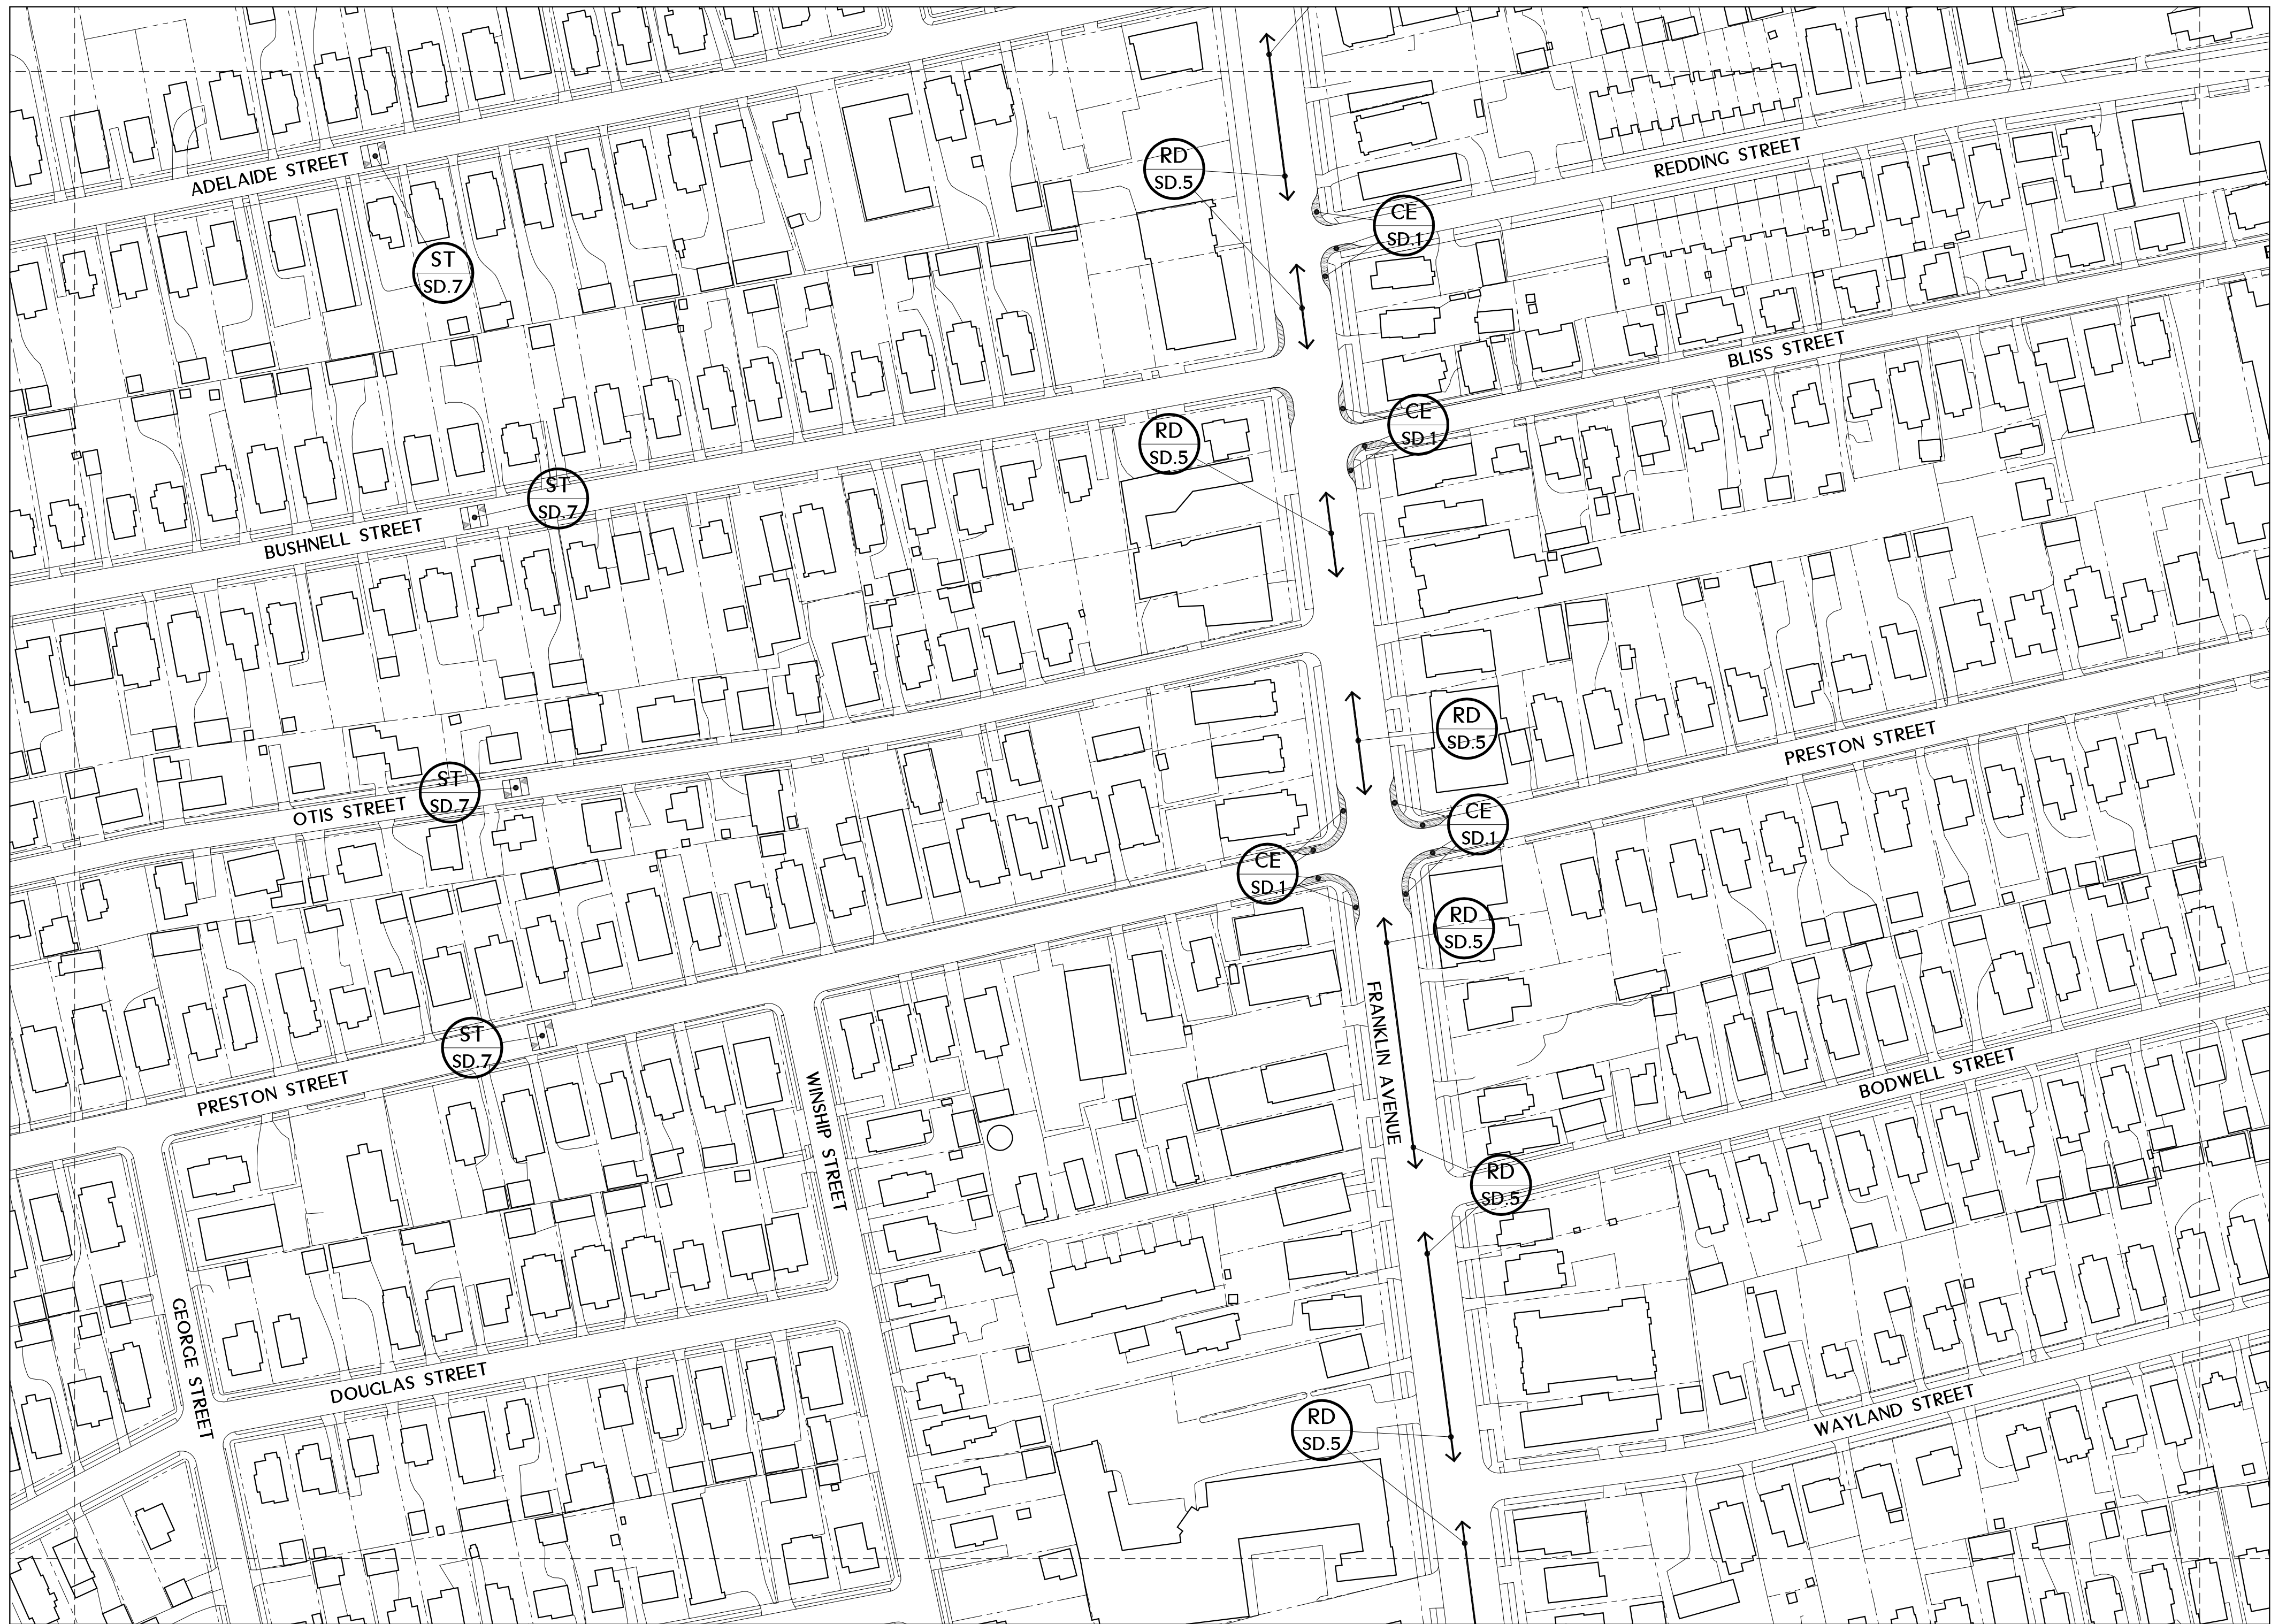 ADELAIDE STREET
RD
SD.5
REDDING STREET
CE
SD.1
ST
SD.7
BLISS STREET
CE
SD.1
RD
SD.5
ST
SD.7
BUSHNELL STREET
RD
SD.5
PRESTON STREET
ST
SD.7
OTIS STREET
CE
SD.1
CE
SD.1
RD
SD.5
FRANKLIN AVENUE
ST
SD.7
PRESTON STREET
WINSHIP STREET
BODWELL STREET
RD
SD.5
GEORGE STREET
DOUGLAS STREET
WAYLAND STREET
RD
SD.5